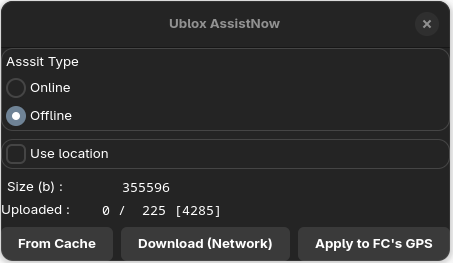 Ublox AssistNow
Asssit Type
Online
Offline
Use location
Size (b) : 355596
Uploaded : 0 / 225 [4285]
From Cache Download (Network) Apply to FC's GPS